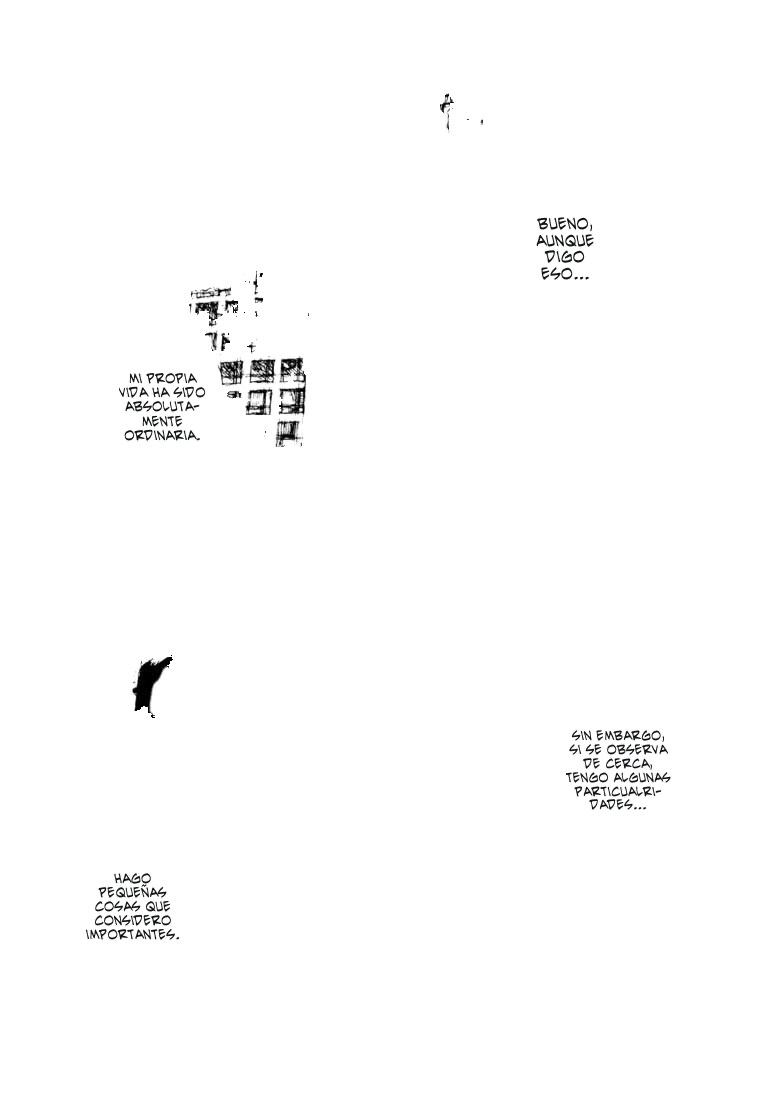 BUENO,
AUNQUE
DIGO
ESO...
MI PROPIA
VIDA HA SIDO
ABSOLUTA-
MENTE
ORDINARIA.
SIN EMBARGO,
SI SE OBSERVA
DE CERCA,
TENGO ALGUNAS
PARTICUALRI-
DADES...
HAGO
PEQUEÑAS
COSAS QUE
CONSIDERO
IMPORTANTES.